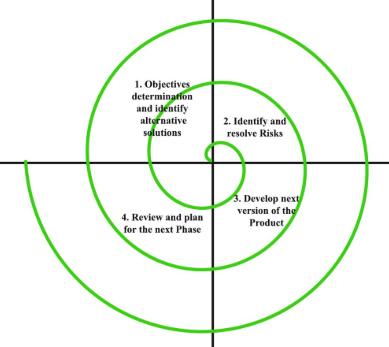 1. Objectives
determination
and identify
alternative
solutions
2. Identify and
resolve Risks
3. Develop next
version of the
Product
4. Review and plan
for the next Phase